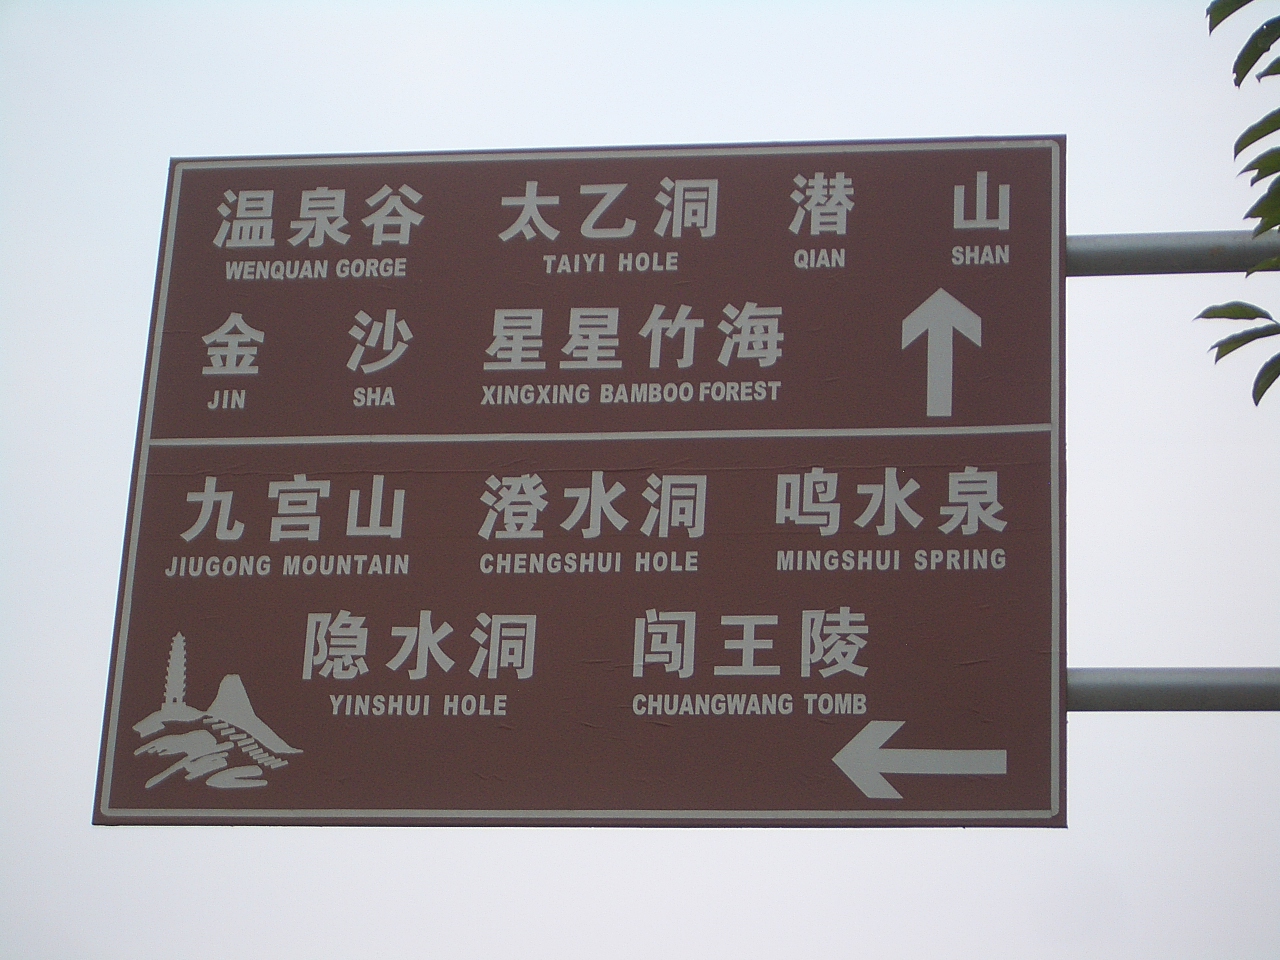 温泉谷 太乙洞 潜 山
WENQUAN GORGE TAIYI HOLE QIAN SHAN
金 沙 星星竹海
JIN SHA XINGXING BAMBOO FOREST
九宫山 澄水洞 鸣水泉
JIUGONG MOUNTAIN CHENGSHUI HOLE MINGSHUI SPRING
隐水洞 闯王陵
YINSHUI HOLE CHUANGWANG TOMB